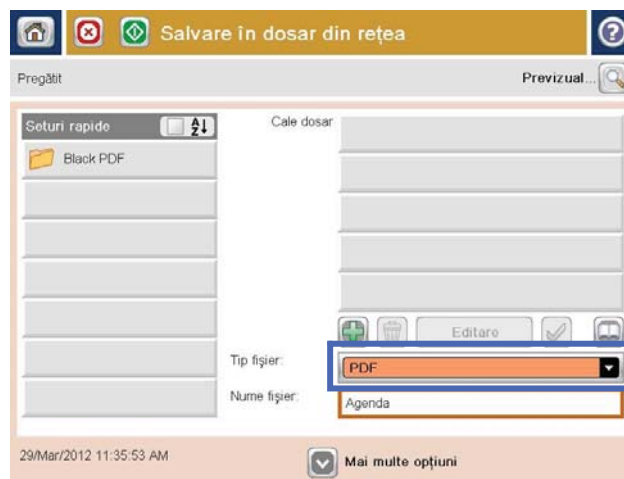 Salvare în dosar din rețea
Pregătit
Previzual...
Seturi rapide
Cale dosar
Black PDF
Editare
Tip fișier:
PDF
Nume fișier:
Agenda
29/Mar/2012 11:35:53 AM
Mai multe opțiuni